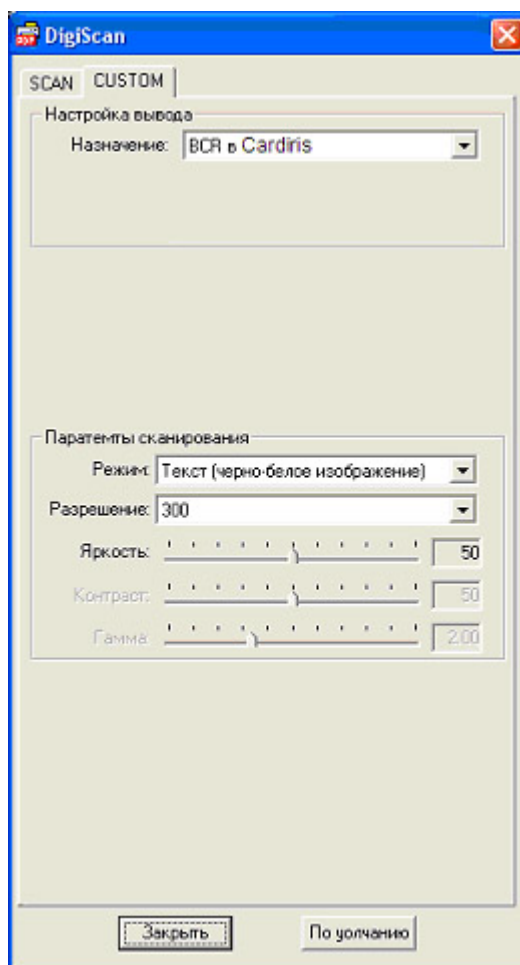 DigiScan
SCAN CUSTOM
Настройка вывода
Назначение: BCR в Cardiris
Паратемты сканирования
Режим: Текст (черно-белое изображение)
Разрешение: 300
Яркость: 50
Контраст: 50
Гамма: 2.00
Закрыть По уолчанию